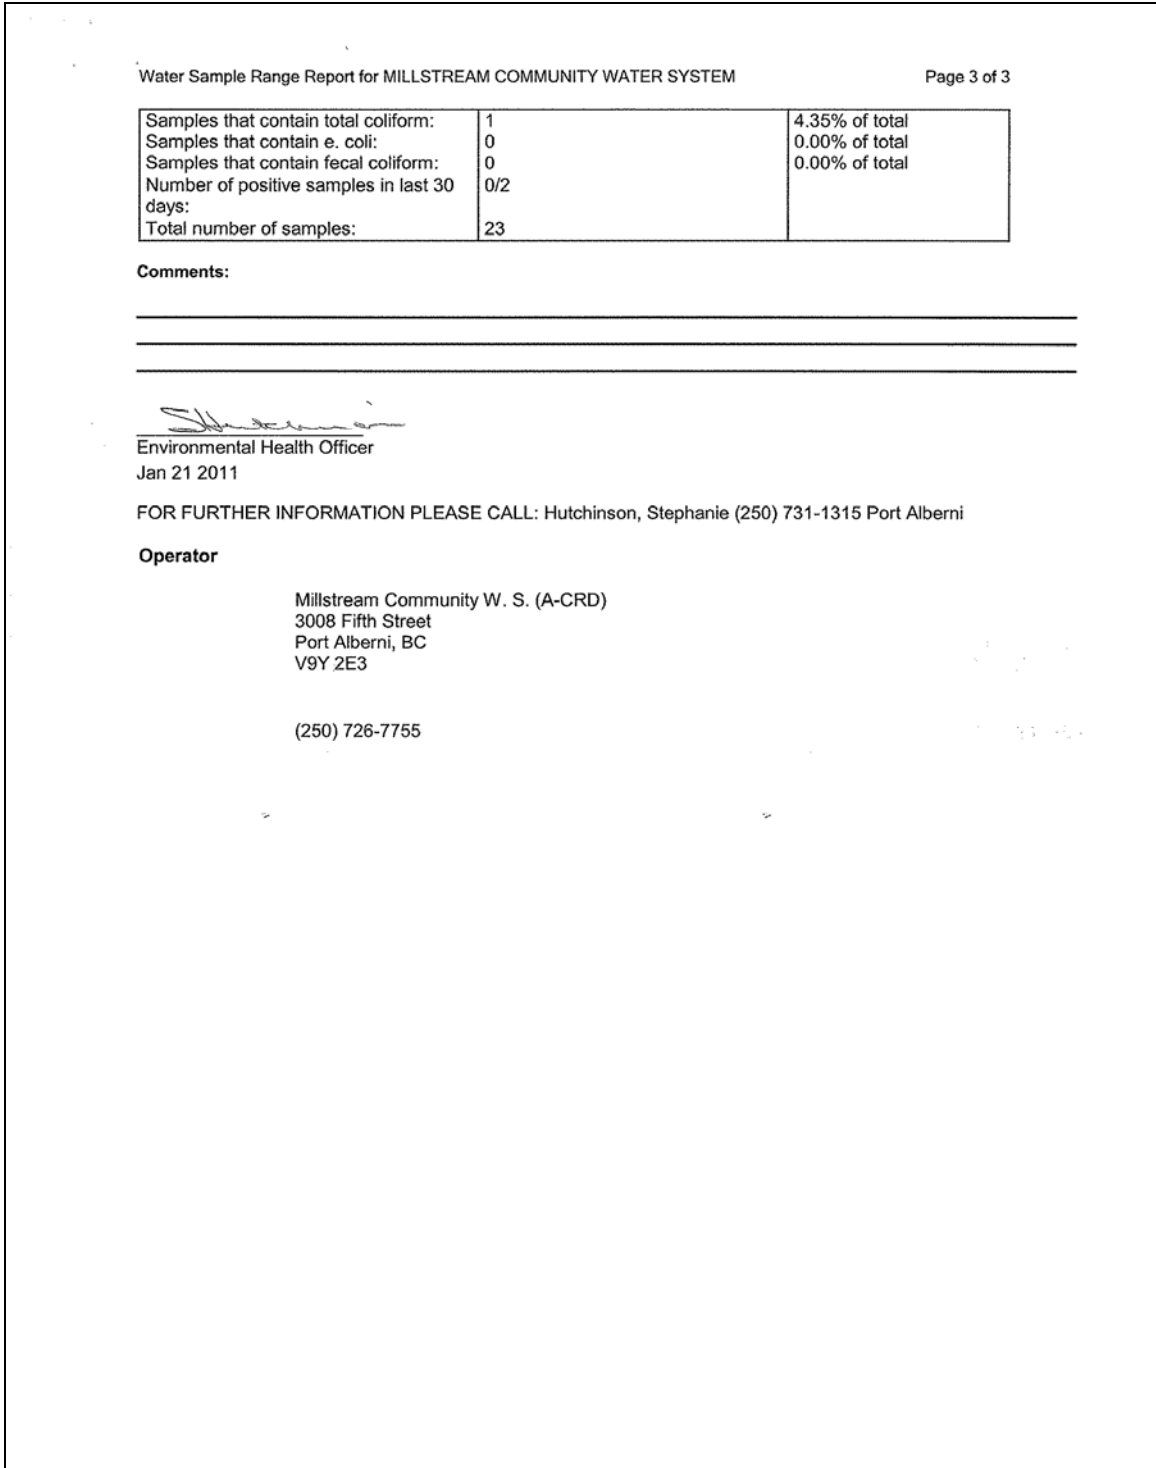 Water Sample Range Report for MILLSTREAM COMMUNITY WATER SYSTEM Page 3 of 3
Samples that contain total coliform: 1 4.35% of total
Samples that contain e. coli: 0 0.00% of total
Samples that contain fecal coliform: 0 0.00% of total
Number of positive samples in last 30 0/2
days:
Total number of samples: 23
Comments:
Environmental Health Officer
Jan 21 2011
FOR FURTHER INFORMATION PLEASE CALL: Hutchinson, Stephanie (250) 731-1315 Port Alberni
Operator
Millstream Community W. S. (A-CRD)
3008 Fifth Street
Port Alberni, BC
V9Y 2E3
(250) 726-7755